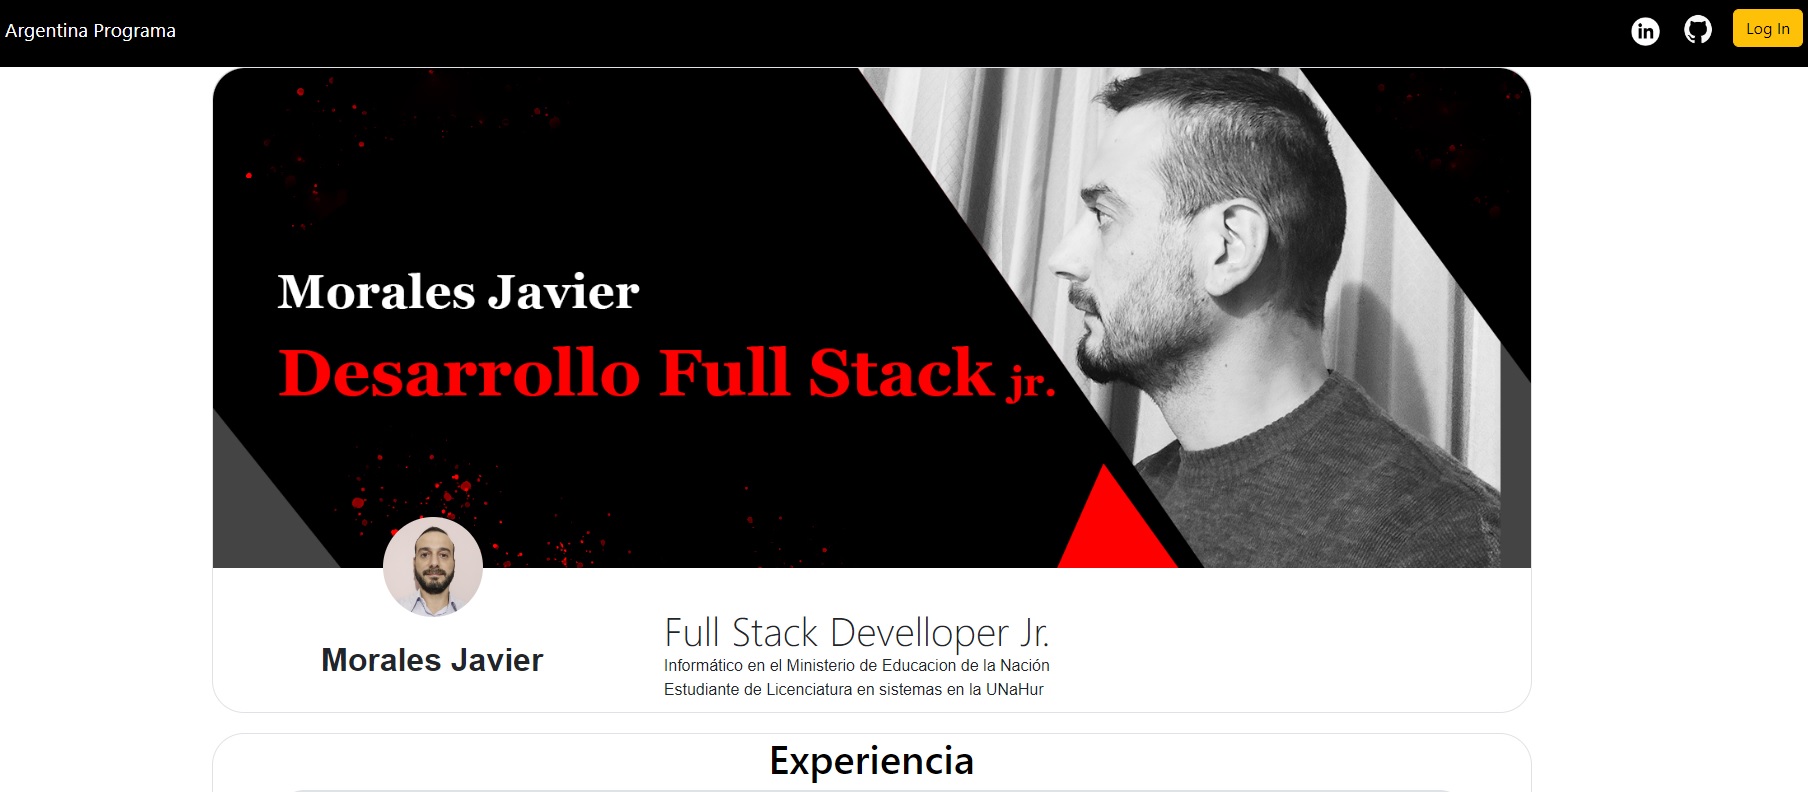 Argentina Programa
in
Log In
Morales Javier
Desarrollo Full Stack jr.
Morales Javier
Full Stack Develloper Jr.
Informático en el Ministerio de Educacion de la Nación
Estudiante de Licenciatura en sistemas en la UNaHur
Experiencia